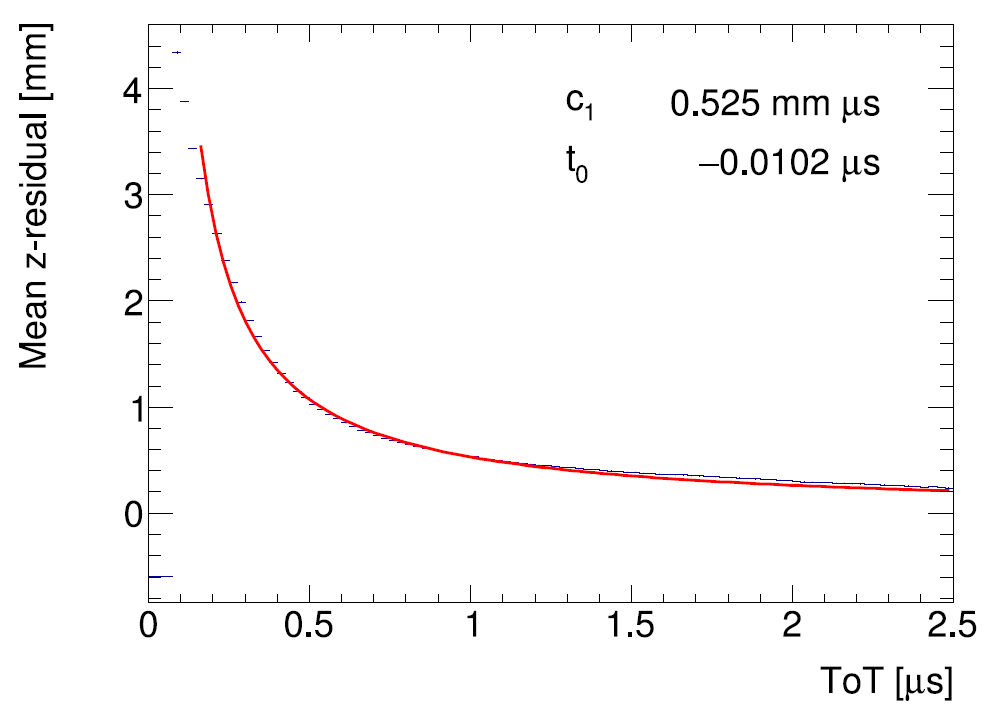 Mean z-residual [mm]
4
3
2
1
0
c₁ 0.525 mm μs
t₀ −0.0102 μs
0 0.5 1 1.5 2 2.5
ToT [μs]